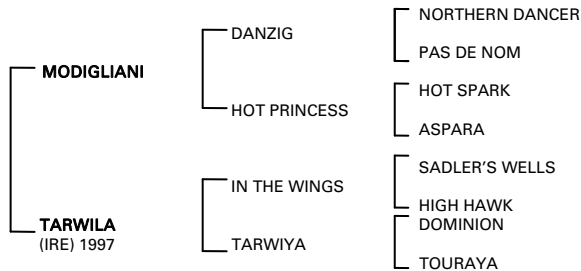 NORTHERN DANCER
DANZIG
PAS DE NOM
MODIGLIANI
HOT SPARK
HOT PRINCESS
ASPARA
SADLER'S WELLS
IN THE WINGS
HIGH HAWK
TARWILA
DOMINION
(IRE) 1997
TARWIYA
TOURAYA